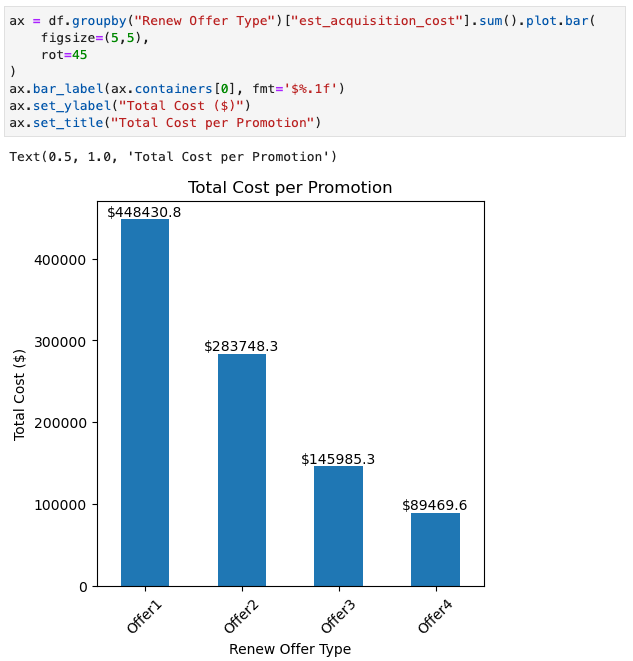 ax = df.groupby("Renew Offer Type")["est_acquisition_cost"].sum().plot.bar(
    figsize=(5,5),
    rot=45
)
ax.bar_label(ax.containers[0], fmt='$%.1f')
ax.set_ylabel("Total Cost ($)")
ax.set_title("Total Cost per Promotion")
Text(0.5, 1.0, 'Total Cost per Promotion')
Total Cost per Promotion
$448430.8
400000
$283748.3
300000
Total Cost ($)
200000
$145985.3
100000
$89469.6
0
Offer1 Offer2 Offer3 Offer4
Renew Offer Type